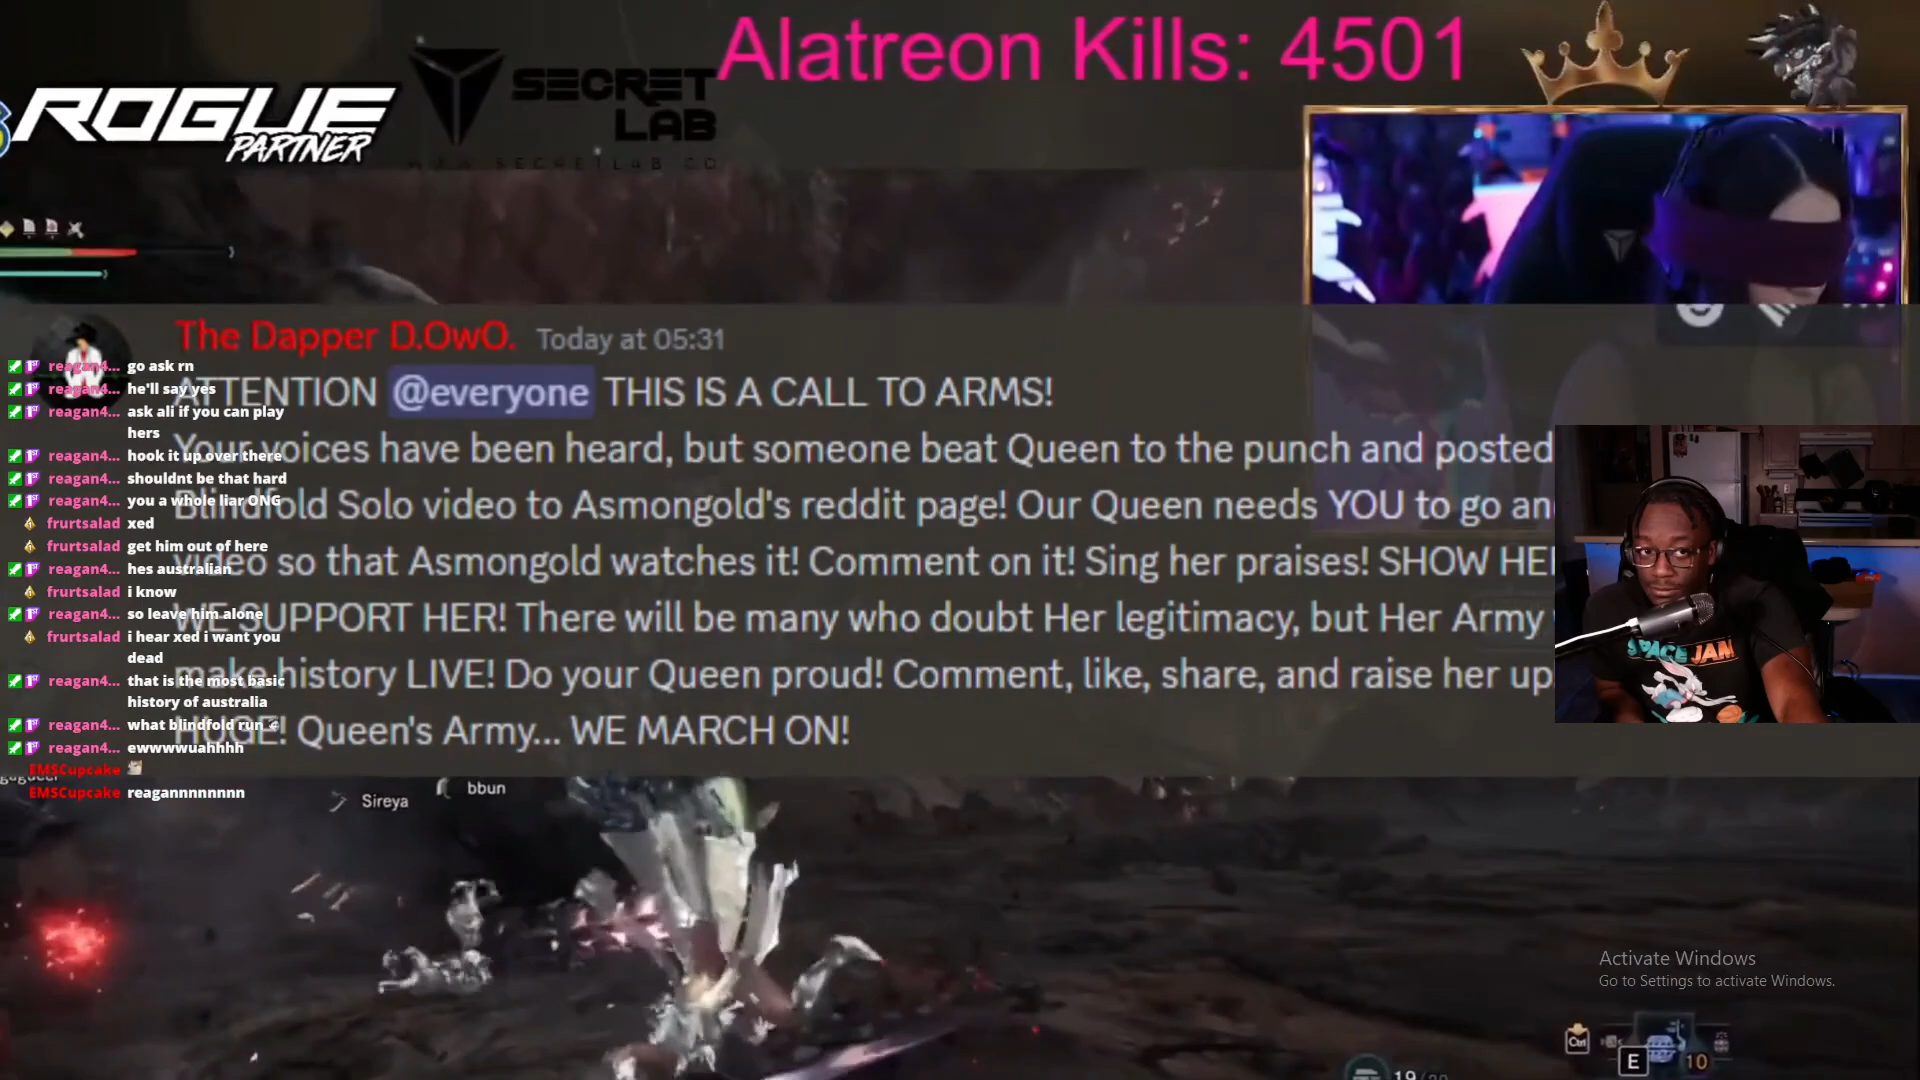 Alatreon Kills: 4501
ROGUE
PARTNER
SECRET
LAB
WWW.SECRETLAB.CO
The Dapper D.OwO. Today at 05:31
ATTENTION @everyone THIS IS A CALL TO ARMS!
Your voices have been heard, but someone beat Queen to the punch and posted
Blindfold Solo video to Asmongold's reddit page! Our Queen needs YOU to go an
video so that Asmongold watches it! Comment on it! Sing her praises! SHOW HE
WE SUPPORT HER! There will be many who doubt Her legitimacy, but Her Army
make history LIVE! Do your Queen proud! Comment, like, share, and raise her up
HUGE! Queen's Army... WE MARCH ON!
reagan4... go ask rn
reagan4... he'll say yes
reagan4... ask ali if you can play
hers
reagan4... hook it up over there
reagan4... shouldnt be that hard
reagan4... you a whole liar ONG
frurtsalad xed
frurtsalad get him out of here
reagan4... hes australian
frurtsalad i know
reagan4... so leave him alone
frurtsalad i hear xed i want you
dead
reagan4... that is the most basic
history of australia
reagan4... what blindfold run
reagan4... ewwwwuahhhh
EMSCupcake
EMSCupcake reagannnnnnnn
Sireya
bbun
SPACE JAM
Activate Windows
Go to Settings to activate Windows.
Ctrl
E
10
19/20